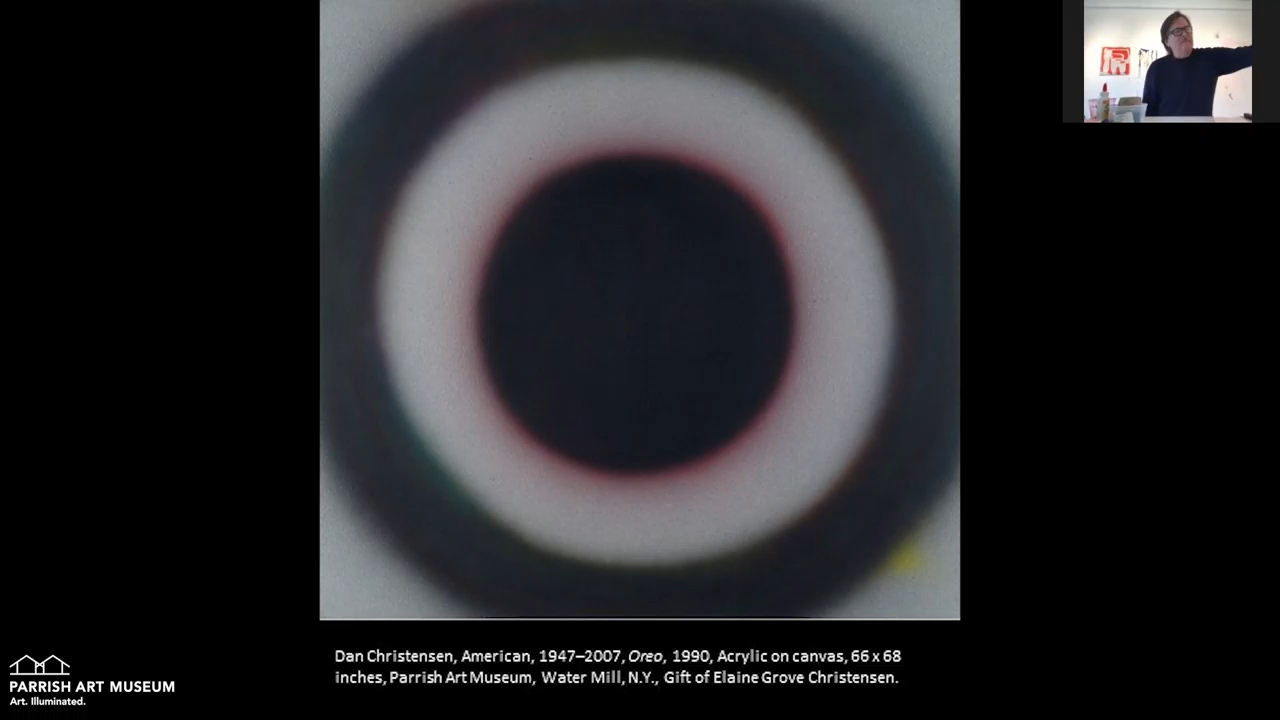 Dan Christensen, American, 1947–2007, Oreo, 1990, Acrylic on canvas, 66 x 68
inches, Parrish Art Museum, Water Mill, N.Y., Gift of Elaine Grove Christensen.
PARRISH ART MUSEUM
Art. Illuminated.